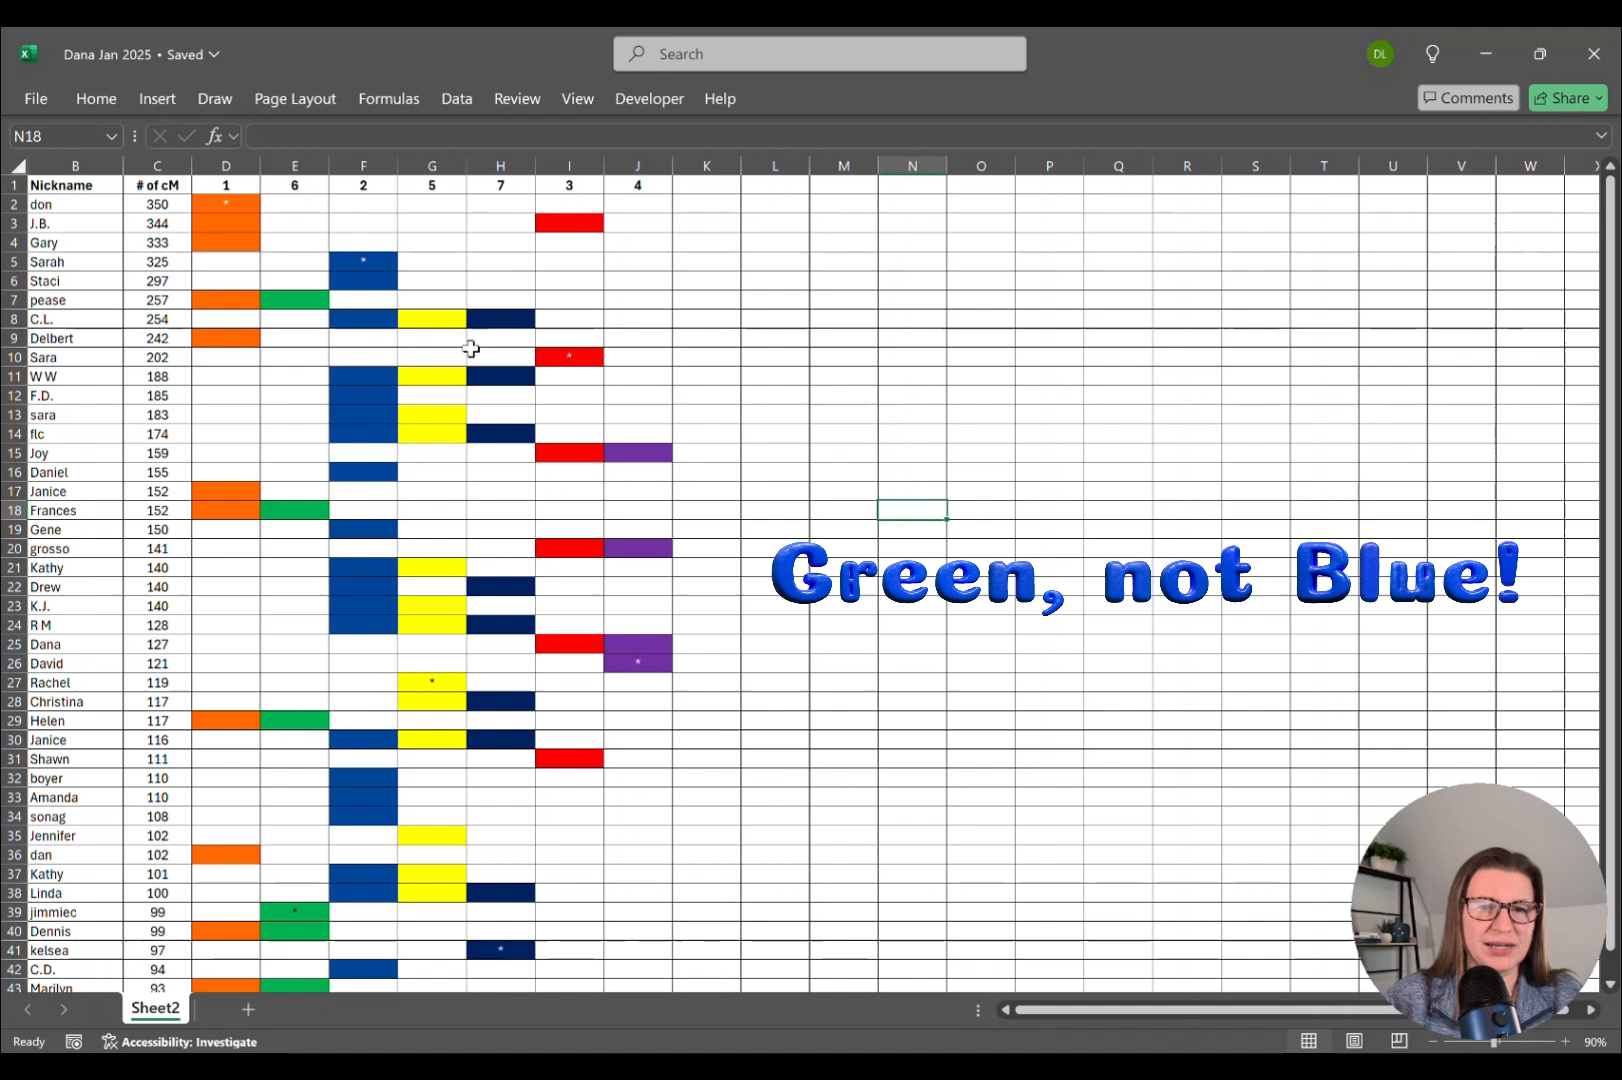 Dana Jan 2025 • Saved
Search
DL
File Home Insert Draw Page Layout Formulas Data Review View Developer Help
Comments Share
N18 fx
B C D E F G H I J K L M N O P Q R S T U V W
1 Nickname # of cM 1 6 2 5 7 3 4
2 don 350 *
3 J.B. 344
4 Gary 333
5 Sarah 325 *
6 Staci 297
7 pease 257
8 C.L. 254
9 Delbert 242
10 Sara 202 *
11 W W 188
12 F.D. 185
13 sara 183
14 flc 174
15 Joy 159
16 Daniel 155
17 Janice 152
18 Frances 152
19 Gene 150
20 grosso 141
21 Kathy 140
22 Drew 140
23 K.J. 140
24 R M 128
25 Dana 127
26 David 121 *
27 Rachel 119 *
28 Christina 117
29 Helen 117
30 Janice 116
31 Shawn 111
32 boyer 110
33 Amanda 110
34 sonag 108
35 Jennifer 102
36 dan 102
37 Kathy 101
38 Linda 100
39 jimmiec 99 *
40 Dennis 99
41 kelsea 97 *
42 C.D. 94
43 Marilyn 93
Green, not Blue!
Sheet2
Ready Accessibility: Investigate 90%